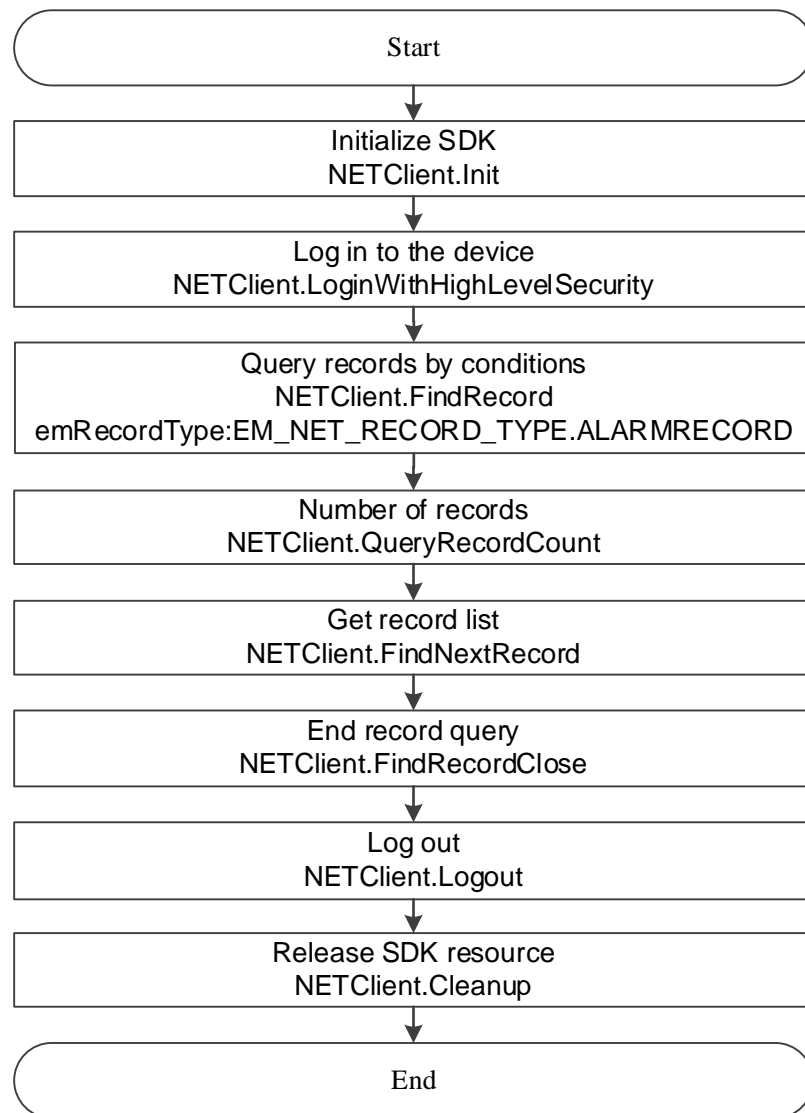 Start
Initialize SDK
NETClient.Init
Log in to the device
NETClient.LoginWithHighLevelSecurity
Query records by conditions
NETClient.FindRecord
emRecordType:EM_NET_RECORD_TYPE.ALARMRECORD
Number of records
NETClient.QueryRecordCount
Get record list
NETClient.FindNextRecord
End record query
NETClient.FindRecordClose
Log out
NETClient.Logout
Release SDK resource
NETClient.Cleanup
End